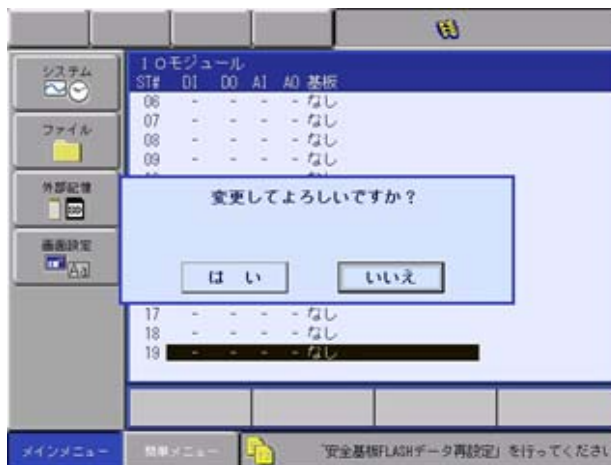 システム
ファイル
外部記憶
画面設定
IOモジュール
ST# DI DO AI AO 基板
06 - - - - なし
07 - - - - なし
08 - - - - なし
09 - - - - なし
変更してよろしいですか？
はい
いいえ
17 - - - - なし
18 - - - - なし
19 - - - - なし
メインメニュー
簡単メニュー
「安全基板FLASHデータ再設定」を行ってくださ